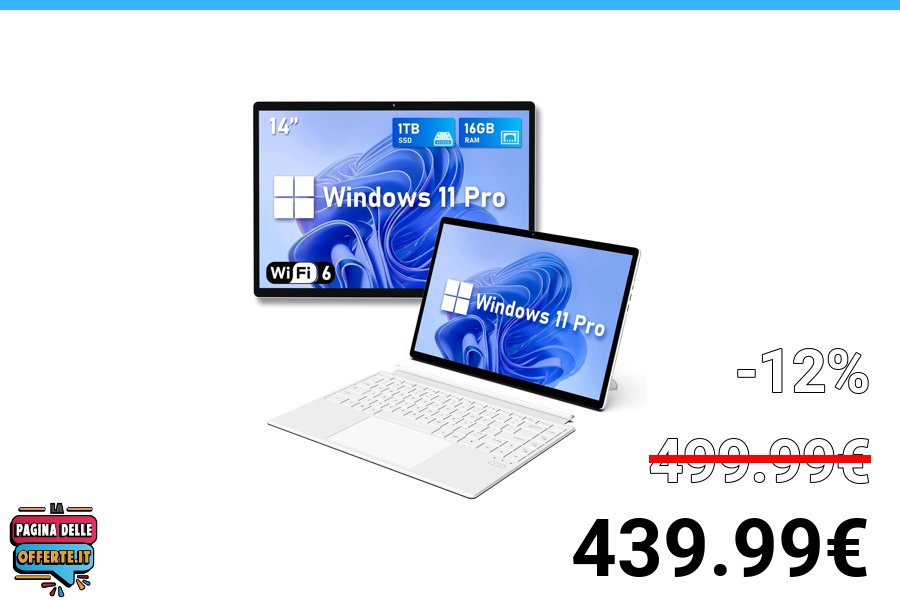 14”
1TB
SSD
16GB
RAM
Windows 11 Pro
WiFi 6
Windows 11 Pro
-12%
499.99€
439.99€
LA
PAGINA DELLE
OFFERTE.IT